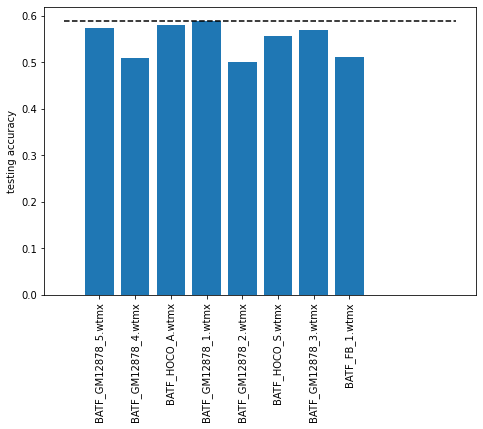 0.6
0.5
0.4
0.3
0.2
0.1
0.0
testing accuracy
BATF_GM12878_5.wtmx
BATF_GM12878_4.wtmx
BATF_HOCO_A.wtmx
BATF_GM12878_1.wtmx
BATF_GM12878_2.wtmx
BATF_HOCO_S.wtmx
BATF_GM12878_3.wtmx
BATF_FB_1.wtmx